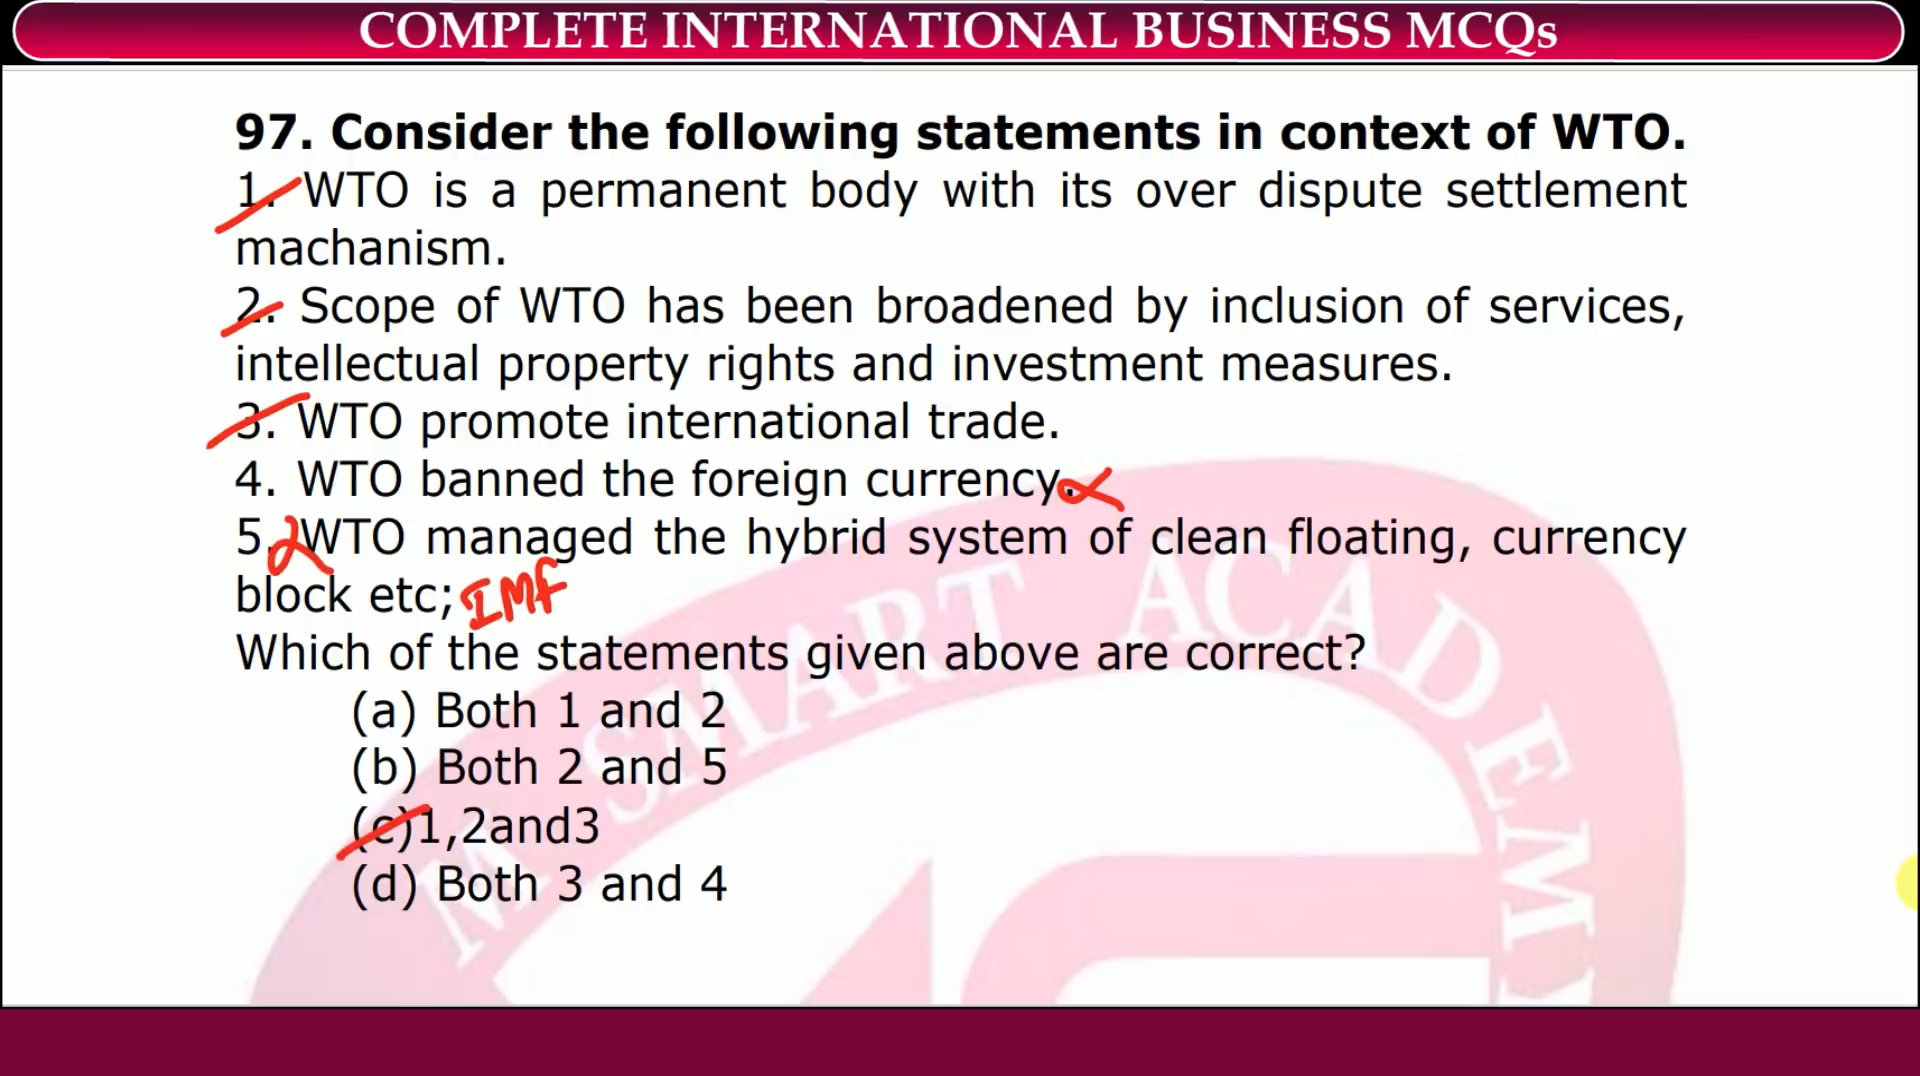 COMPLETE INTERNATIONAL BUSINESS MCQs
97. Consider the following statements in context of WTO.
1. WTO is a permanent body with its over dispute settlement
machanism.
2. Scope of WTO has been broadened by inclusion of services,
intellectual property rights and investment measures.
3. WTO promote international trade.
4. WTO banned the foreign currency.
5. WTO managed the hybrid system of clean floating, currency
block etc; IMF
Which of the statements given above are correct?
(a) Both 1 and 2
(b) Both 2 and 5
(c)1,2and3
(d) Both 3 and 4
M SMART ACADEMY